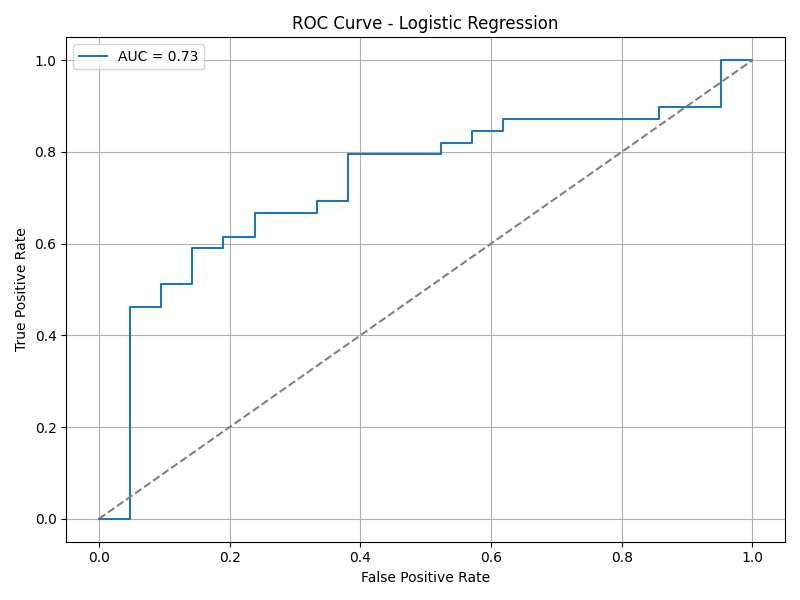 ROC Curve - Logistic Regression
AUC = 0.73
1.0
0.8
0.6
0.4
0.2
0.0
True Positive Rate
0.0 0.2 0.4 0.6 0.8 1.0
False Positive Rate